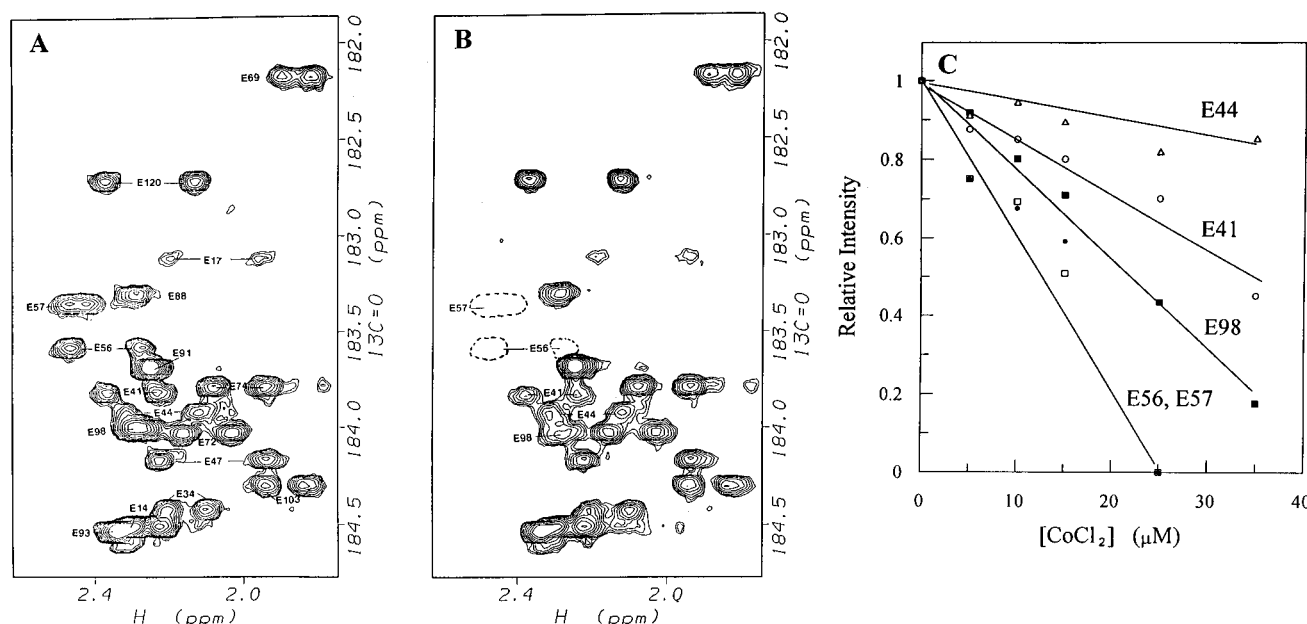 A
E69
E120
E17
E57
E88
E56
E91
E41
E74
E44
E98
E72
E47
E34
E103
E14
E93
182.0
182.5
183.0
183.5
184.0
184.5
13C=O (ppm)
2.4
2.0
H (ppm)
B
E57
E56
E41
E44
E98
182.0
182.5
183.0
183.5
184.0
184.5
13C=O (ppm)
2.4
2.0
H (ppm)
C
Relative Intensity
1
0.8
0.6
0.4
0.2
0
E44
E41
E98
E56, E57
0
10
20
30
40
[CoCl₂] (μM)